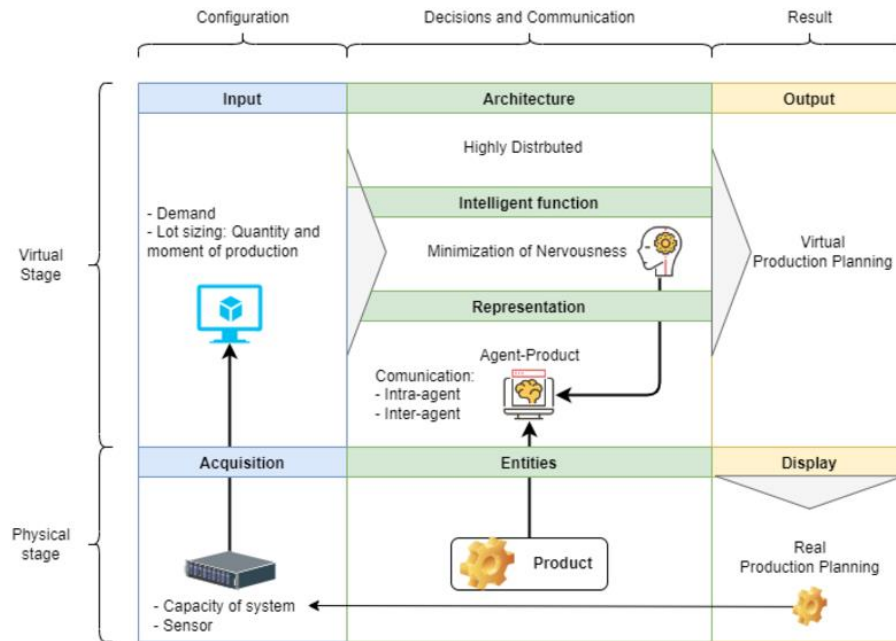 Configuration
Decisions and Communication
Result
Input
Architecture
Output
Highly Distrbuted
Intelligent function
- Demand
- Lot sizing: Quantity and
moment of production
Virtual
Stage
Minimization of Nervousness
Virtual
Production Planning
Representation
Agent-Product
Comunication:
- Intra-agent
- Inter-agent
Acquisition
Entities
Display
Physical
stage
Product
Real
Production Planning
- Capacity of system
- Sensor